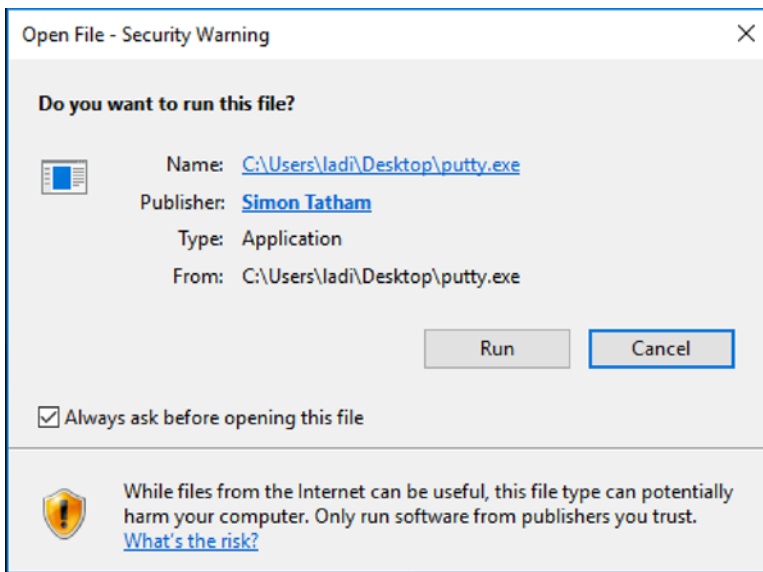 Open File - Security Warning
Do you want to run this file?
Name: C:\Users\ladi\Desktop\putty.exe
Publisher: Simon Tatham
Type: Application
From: C:\Users\ladi\Desktop\putty.exe
Run Cancel
Always ask before opening this file
While files from the Internet can be useful, this file type can potentially
harm your computer. Only run software from publishers you trust.
What's the risk?